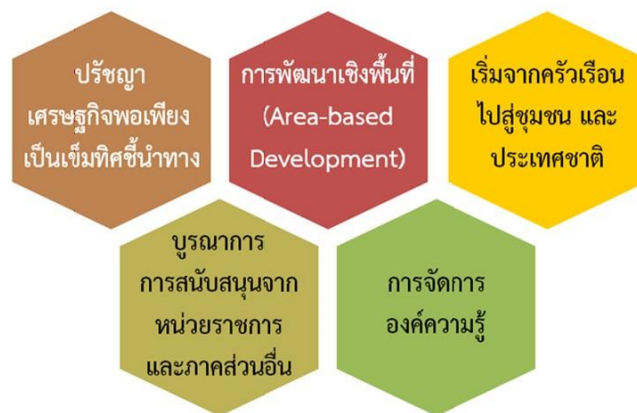 ปรัชญา
เศรษฐกิจพอเพียง
เป็นเข็มทิศชี้นำทาง
การพัฒนาเชิงพื้นที่
(Area-based
Development)
เริ่มจากครัวเรือน
ไปสู่ชุมชน และ
ประเทศชาติ
บูรณาการ
การสนับสนุนจาก
หน่วยราชการ
และภาคส่วนอื่น
การจัดการ
องค์ความรู้